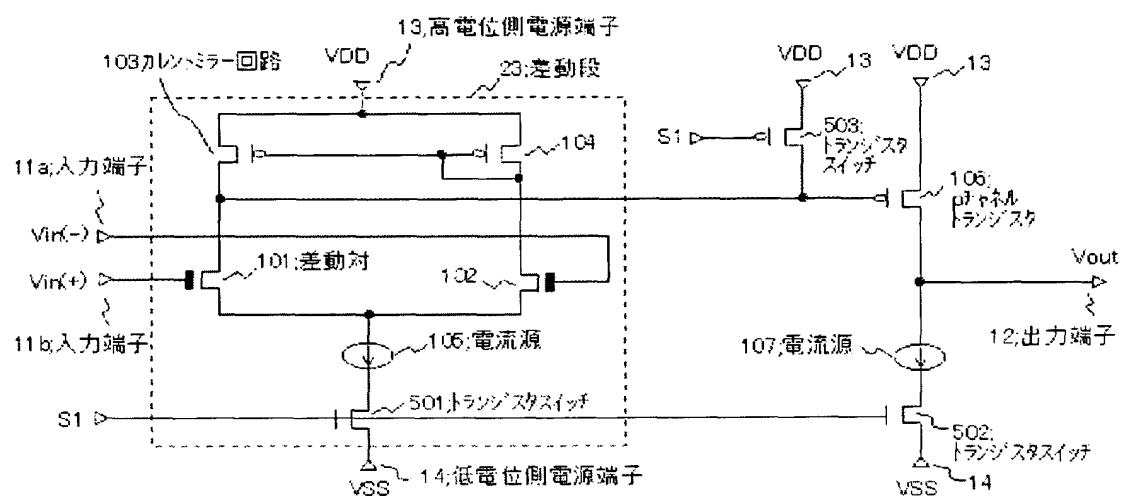 13;高電位側電源端子
VDD
103カレントミラー回路
23;差動段
VDD
13
VDD
13
104
S1
503;
トランジスタ
スイッチ
11a;入力端子
106;
pチャネル
トランジスタ
Vin(-)
101;差動対
102
Vin(+)
Vout
11b;入力端子
105;電流源
107;電流源
12;出力端子
S1
501;トランジスタスイッチ
502;
トランジスタスイッチ
14;低電位側電源端子
VSS
14
VSS